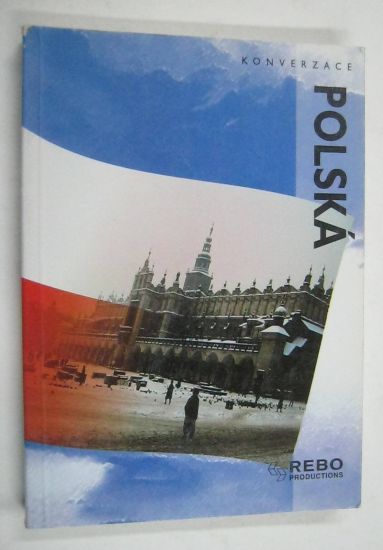 KONVERZACE
POLSKÁ
REBO
PRODUCTIONS